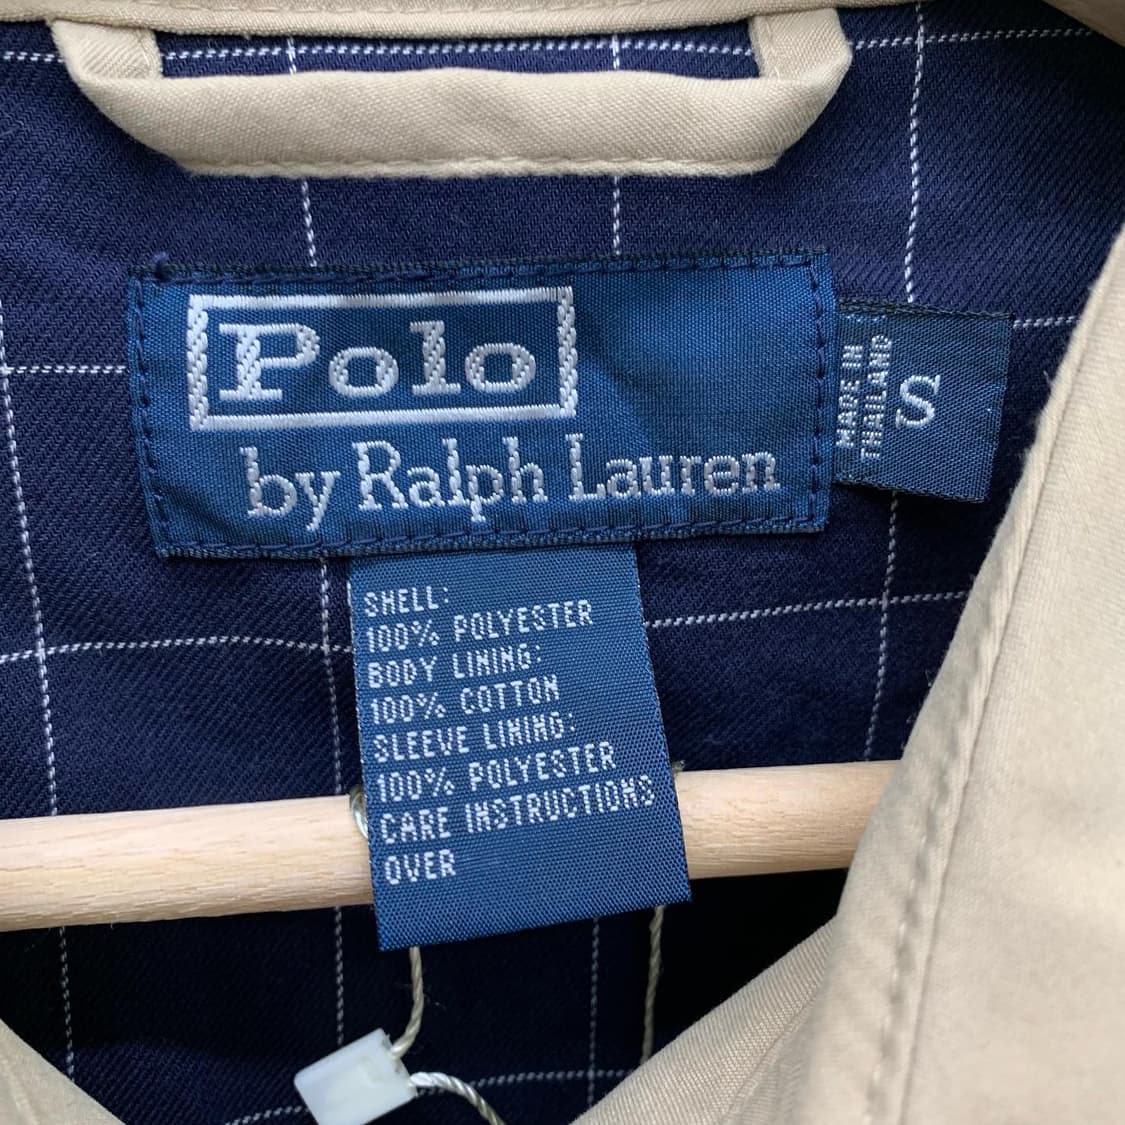 Polo
by Ralph Lauren
MADE IN
THAILAND
S
SHELL:
100% POLYESTER
BODY LINING:
100% COTTON
SLEEVE LINING:
100% POLYESTER
CARE INSTRUCTIONS
OVER